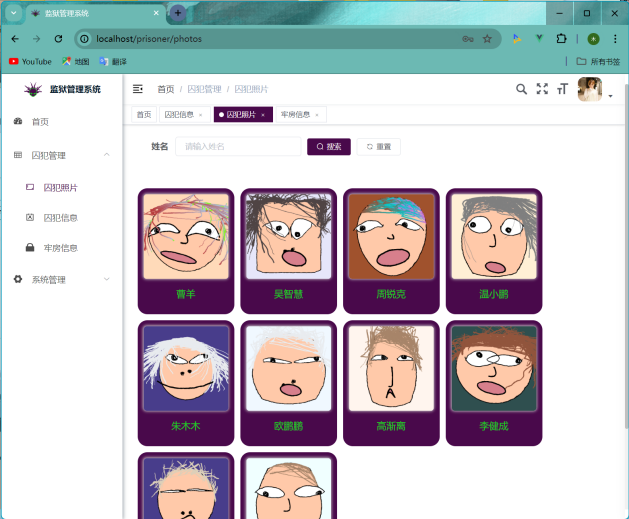 监狱管理系统
localhost/prisoner/photos
YouTube 地图 翻译 所有书签
监狱管理系统
首页 / 囚犯管理 / 囚犯照片
首页 囚犯信息 × 囚犯照片 × 牢房信息 ×
首页
囚犯管理
囚犯照片
囚犯信息
牢房信息
系统管理
姓名 请输入姓名 搜索 重置
曹羊 吴智慧 周锐克 温小鹏
朱木木 欧鹏鹏 高渐离 李健成